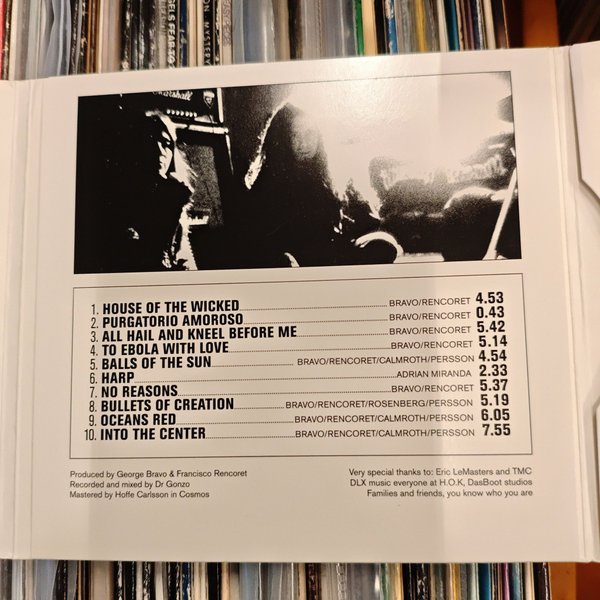 Marshall
1. HOUSE OF THE WICKED BRAVO/RENCORET 4.53
2. PURGATORIO AMOROSO BRAVO/RENCORET 0.43
3. ALL HAIL AND KNEEL BEFORE ME BRAVO/RENCORET 5.42
4. TO EBOLA WITH LOVE BRAVO/RENCORET 5.14
5. BALLS OF THE SUN BRAVO/RENCORET/CALMROTH/PERSSON 4.54
6. HARP ADRIAN MIRANDA 2.33
7. NO REASONS BRAVO/RENCORET 5.37
8. BULLETS OF CREATION BRAVO/RENCORET/ROSENBERG/PERSSON 5.19
9. OCEANS RED BRAVO/RENCORET/CALMROTH/PERSSON 6.05
10. INTO THE CENTER BRAVO/RENCORET/CALMROTH/PERSSON 7.55
Produced by George Bravo & Francisco Rencoret
Recorded and mixed by Dr Gonzo
Mastered by Hoffe Carlsson in Cosmos
Very special thanks to: Eric LeMasters and TMC
DLX music everyone at H.O.K, DasBoot studios
Families and friends, you know who you are